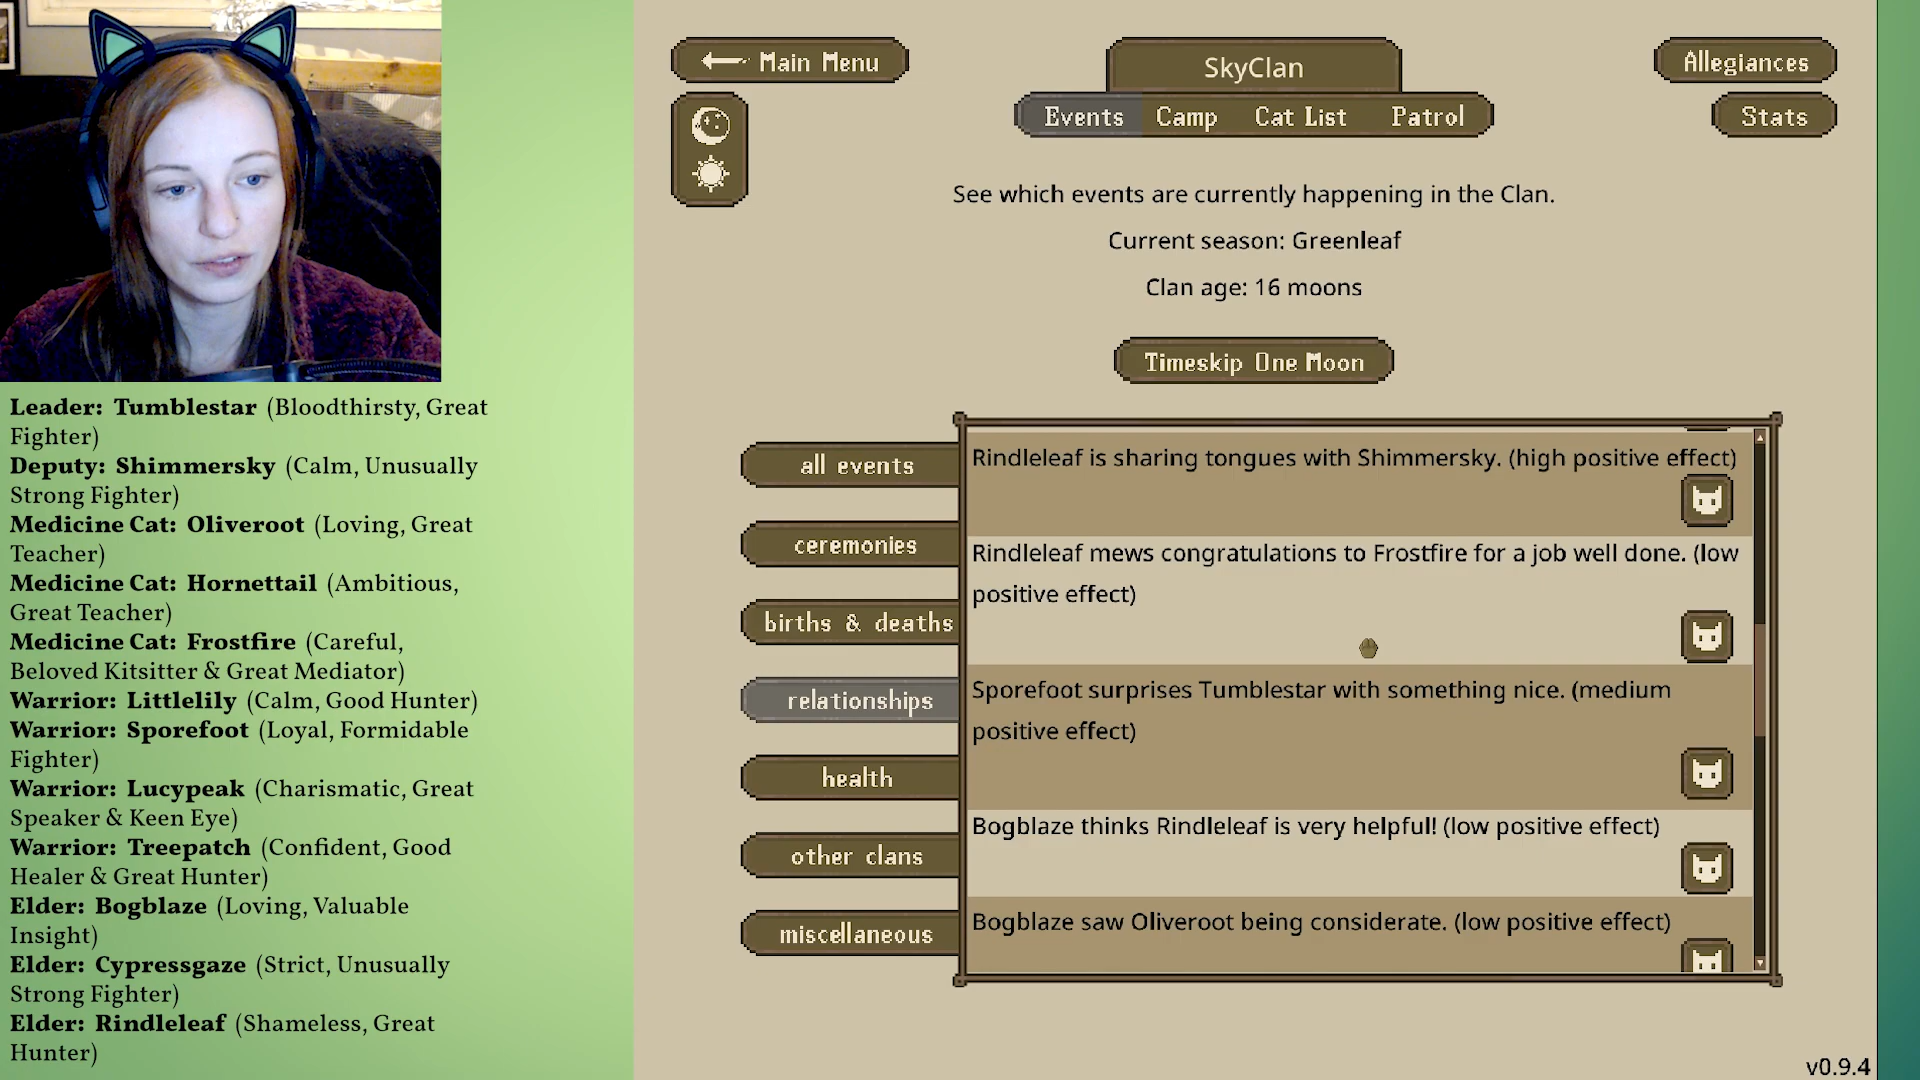 Main Menu
SkyClan
Allegiances
Events Camp Cat List Patrol
Stats
See which events are currently happening in the Clan.
Current season: Greenleaf
Clan age: 16 moons
Timeskip One Moon
all events
ceremonies
births & deaths
relationships
health
other clans
miscellaneous
Rindleleaf is sharing tongues with Shimmersky. (high positive effect)
Rindleleaf mews congratulations to Frostfire for a job well done. (low
positive effect)
Sporefoot surprises Tumblestar with something nice. (medium
positive effect)
Bogblaze thinks Rindleleaf is very helpful! (low positive effect)
Bogblaze saw Oliveroot being considerate. (low positive effect)
v0.9.4
Leader: Tumblestar (Bloodthirsty, Great
Fighter)
Deputy: Shimmersky (Calm, Unusually
Strong Fighter)
Medicine Cat: Oliveroot (Loving, Great
Teacher)
Medicine Cat: Hornettail (Ambitious,
Great Teacher)
Medicine Cat: Frostfire (Careful,
Beloved Kitsitter & Great Mediator)
Warrior: Littlelily (Calm, Good Hunter)
Warrior: Sporefoot (Loyal, Formidable
Fighter)
Warrior: Lucypeak (Charismatic, Great
Speaker & Keen Eye)
Warrior: Treepatch (Confident, Good
Healer & Great Hunter)
Elder: Bogblaze (Loving, Valuable
Insight)
Elder: Cypressgaze (Strict, Unusually
Strong Fighter)
Elder: Rindleleaf (Shameless, Great
Hunter)